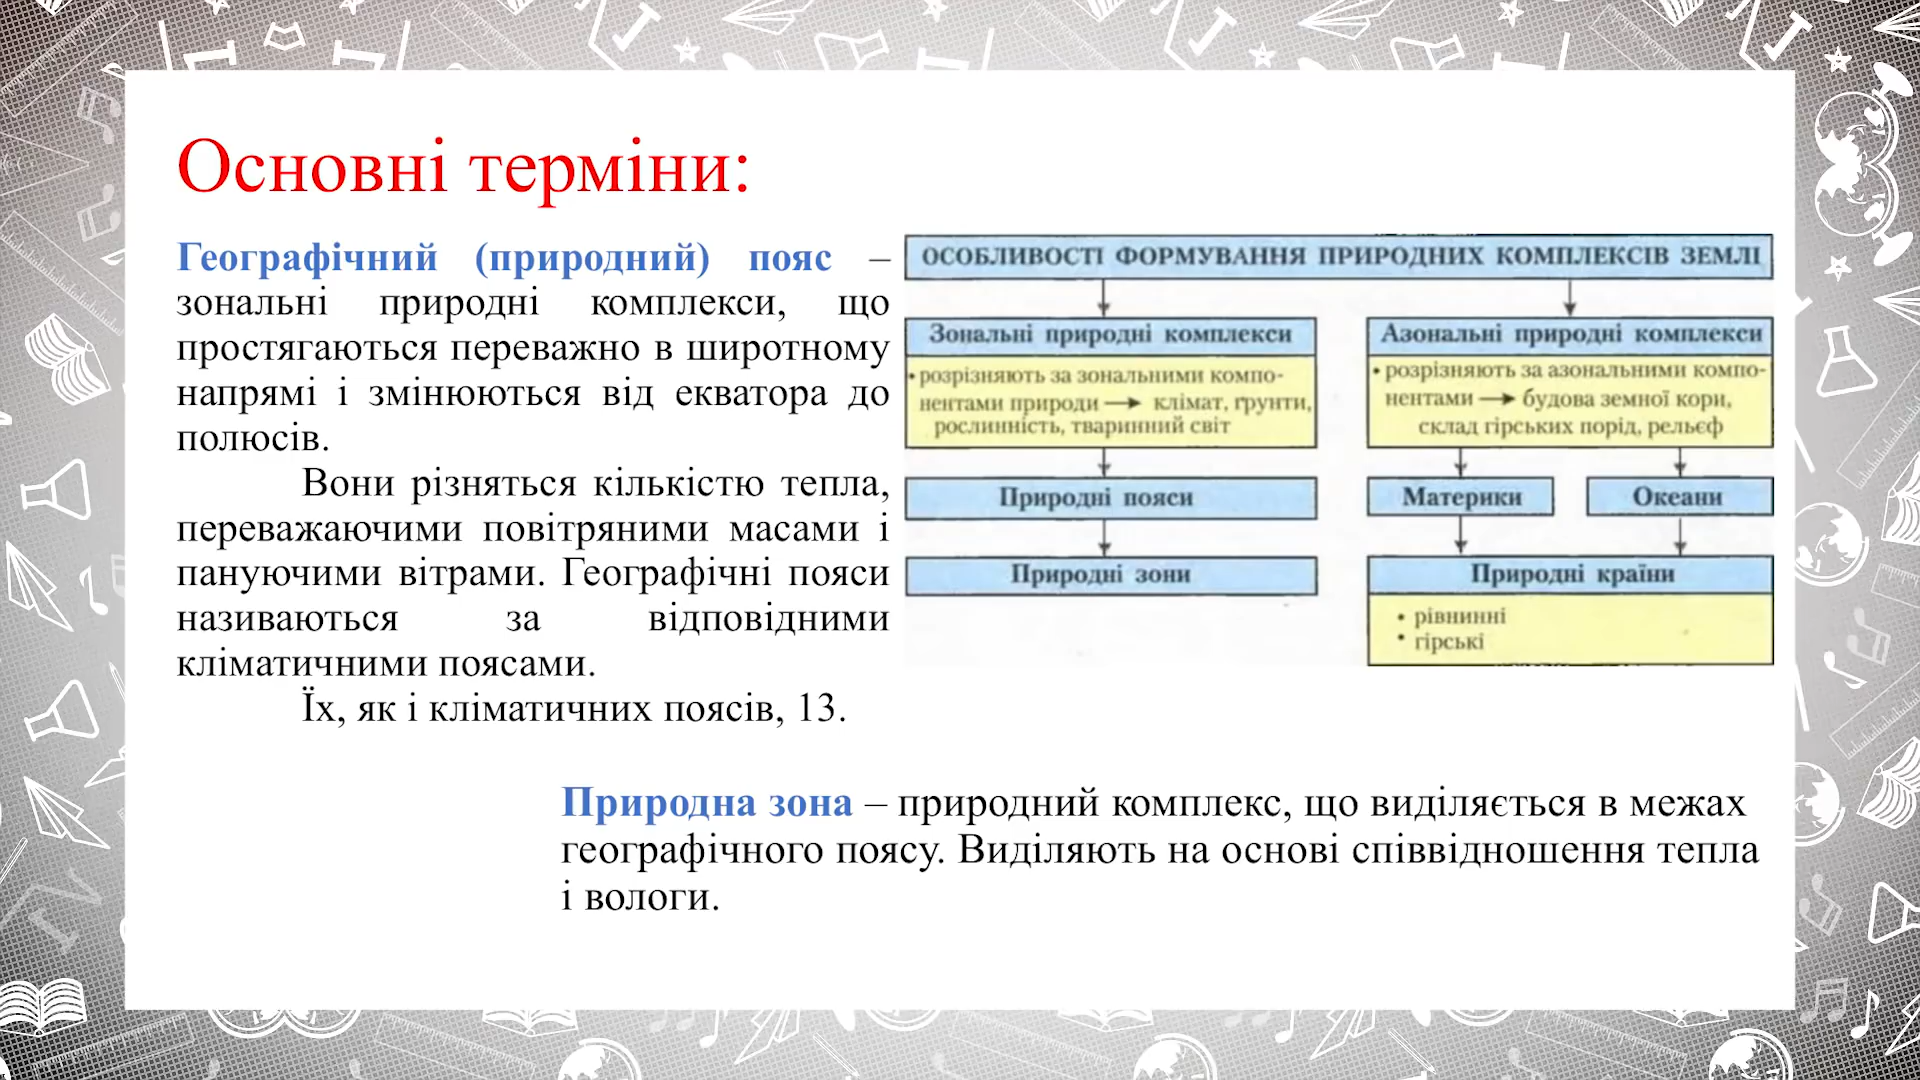 Основні терміни:
Географічний (природний) пояс –
зональні природні комплекси, що
простягаються переважно в широтному
напрямі і змінюються від екватора до
полюсів.
Вони різняться кількістю тепла,
переважаючими повітряними масами і
пануючими вітрами. Географічні пояси
називаються за відповідними
кліматичними поясами.
Їх, як і кліматичних поясів, 13.
ОСОБЛИВОСТІ ФОРМУВАННЯ ПРИРОДНИХ КОМПЛЕКСІВ ЗЕМЛІ
Зональні природні комплекси
• розрізняють за зональними компо-
нентами природи → клімат, ґрунти,
рослинність, тваринний світ
Природні пояси
Природні зони
Азональні природні комплекси
• розрізняють за азональними компо-
нентами → будова земної кори,
склад гірських порід, рельєф
Материки
Океани
Природні країни
• рівнинні
• гірські
Природна зона – природний комплекс, що виділяється в межах
географічного поясу. Виділяють на основі співвідношення тепла
і вологи.